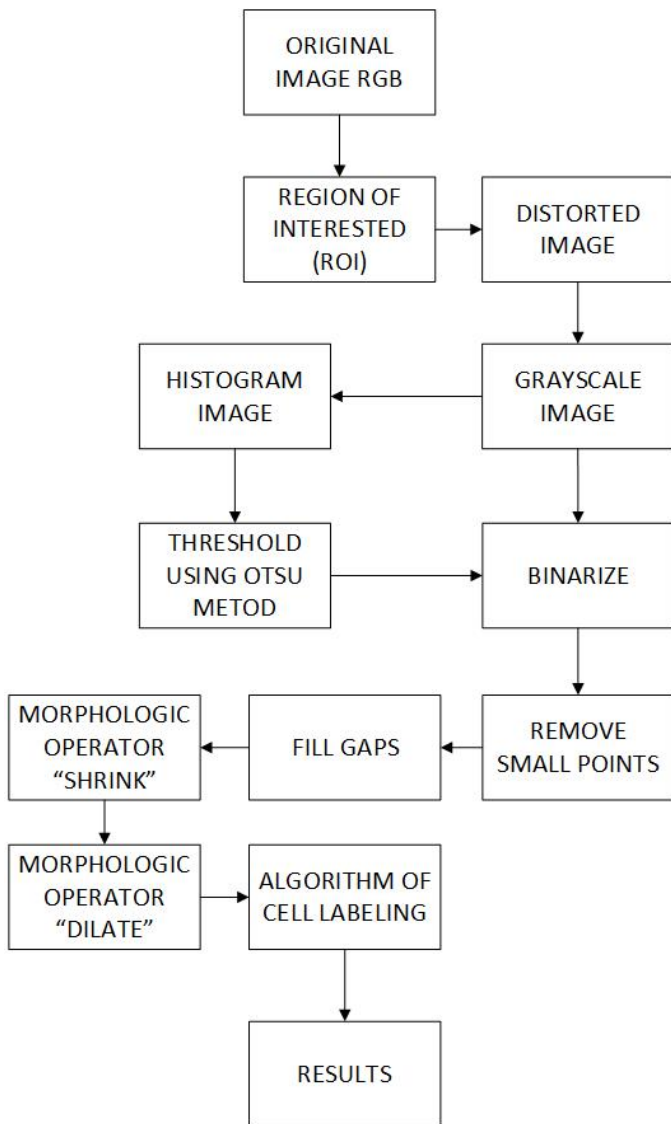 ORIGINAL
IMAGE RGB
REGION OF
INTERESTED
(ROI)
DISTORTED
IMAGE
HISTOGRAM
IMAGE
GRAYSCALE
IMAGE
THRESHOLD
USING OTSU
METOD
BINARIZE
MORPHOLOGIC
OPERATOR
“SHRINK”
FILL GAPS
REMOVE
SMALL POINTS
MORPHOLOGIC
OPERATOR
“DILATE”
ALGORITHM OF
CELL LABELING
RESULTS